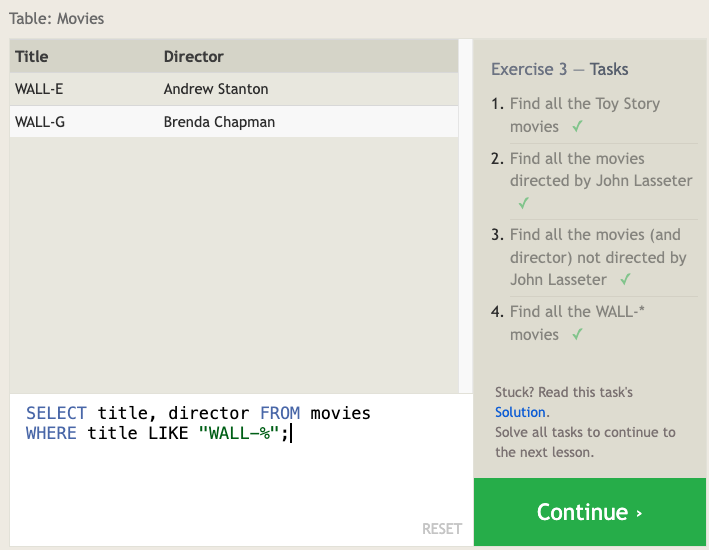 Table: Movies
Title Director
WALL-E Andrew Stanton
WALL-G Brenda Chapman
SELECT title, director FROM movies
WHERE title LIKE "WALL-%";
RESET
Exercise 3 — Tasks
1. Find all the Toy Story
movies ✓
2. Find all the movies
directed by John Lasseter
✓
3. Find all the movies (and
director) not directed by
John Lasseter ✓
4. Find all the WALL-*
movies ✓
Stuck? Read this task's
Solution.
Solve all tasks to continue to
the next lesson.
Continue ›